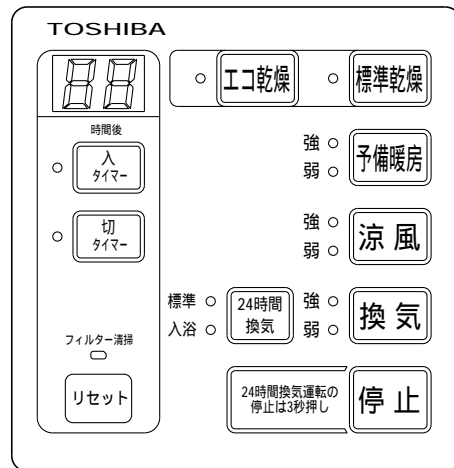 TOSHIBA
88
時間後
入
タイマー
切
タイマー
フィルター清掃
リセット
エコ乾燥
標準乾燥
強
弱
予備暖房
強
弱
涼風
標準
入浴
24時間
換気
強
弱
換気
24時間換気運転の
停止は3秒押し
停止